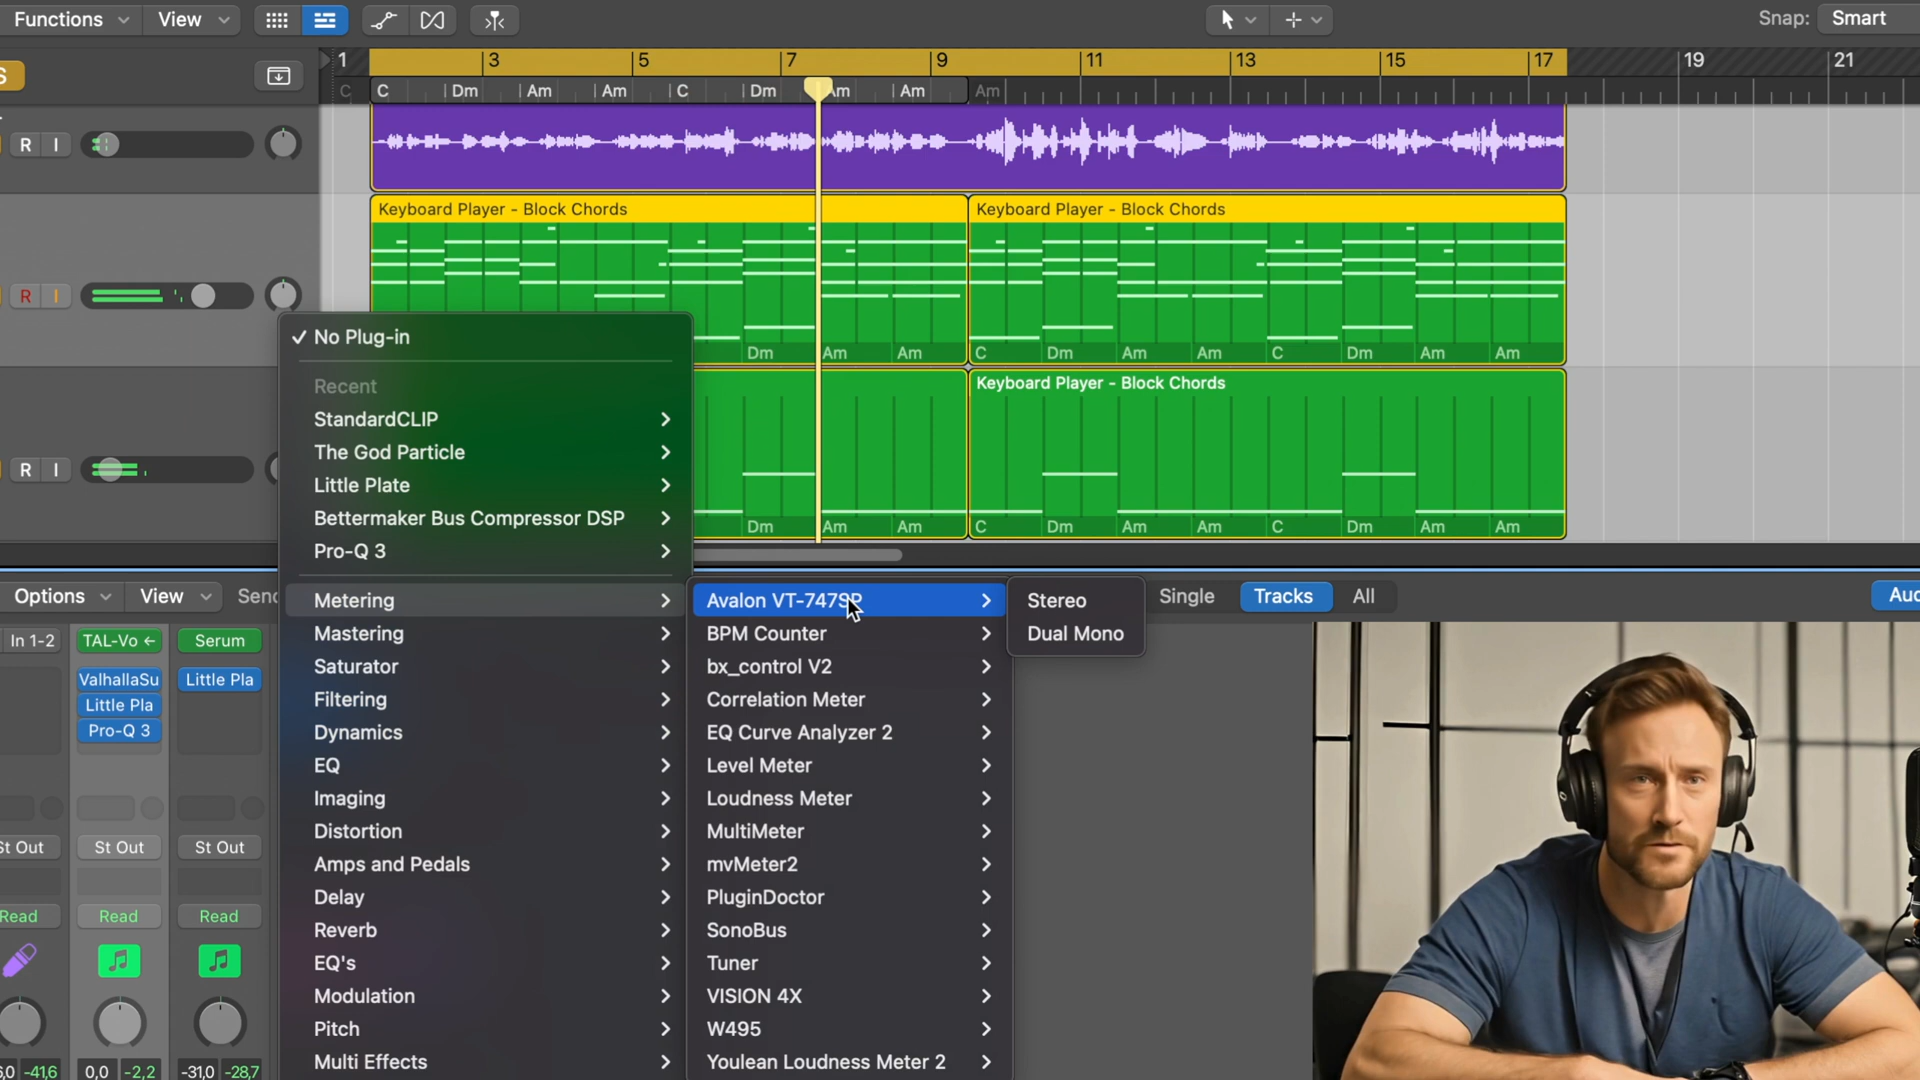 Functions View Snap: Smart
S 1 3 5 7 9 11 13 15 17 19 21
C C Dm Am Am C Dm Am Am Am
R I
Keyboard Player - Block Chords Keyboard Player - Block Chords
R I
Dm Am Am C Dm Am Am C Dm Am Am
Keyboard Player - Block Chords
R I
Dm Am Am C Dm Am Am C Dm Am Am
No Plug-in
Recent
StandardCLIP
The God Particle
Little Plate
Bettermaker Bus Compressor DSP
Pro-Q 3
Metering
Mastering
Saturator
Filtering
Dynamics
EQ
Imaging
Distortion
Amps and Pedals
Delay
Reverb
EQ's
Modulation
Pitch
Multi Effects
Avalon VT-747SP
BPM Counter
bx_control V2
Correlation Meter
EQ Curve Analyzer 2
Level Meter
Loudness Meter
MultiMeter
mvMeter2
PluginDoctor
SonoBus
Tuner
VISION 4X
W495
Youlean Loudness Meter 2
Stereo
Dual Mono
Options View Send Single Tracks All Aud
In 1-2 TAL-Vo Serum
ValhallaSu Little Pla
Little Pla
Pro-Q 3
St Out St Out St Out
Read Read Read
6,0 -41,6 0,0 -2,2 -31,0 -28,7